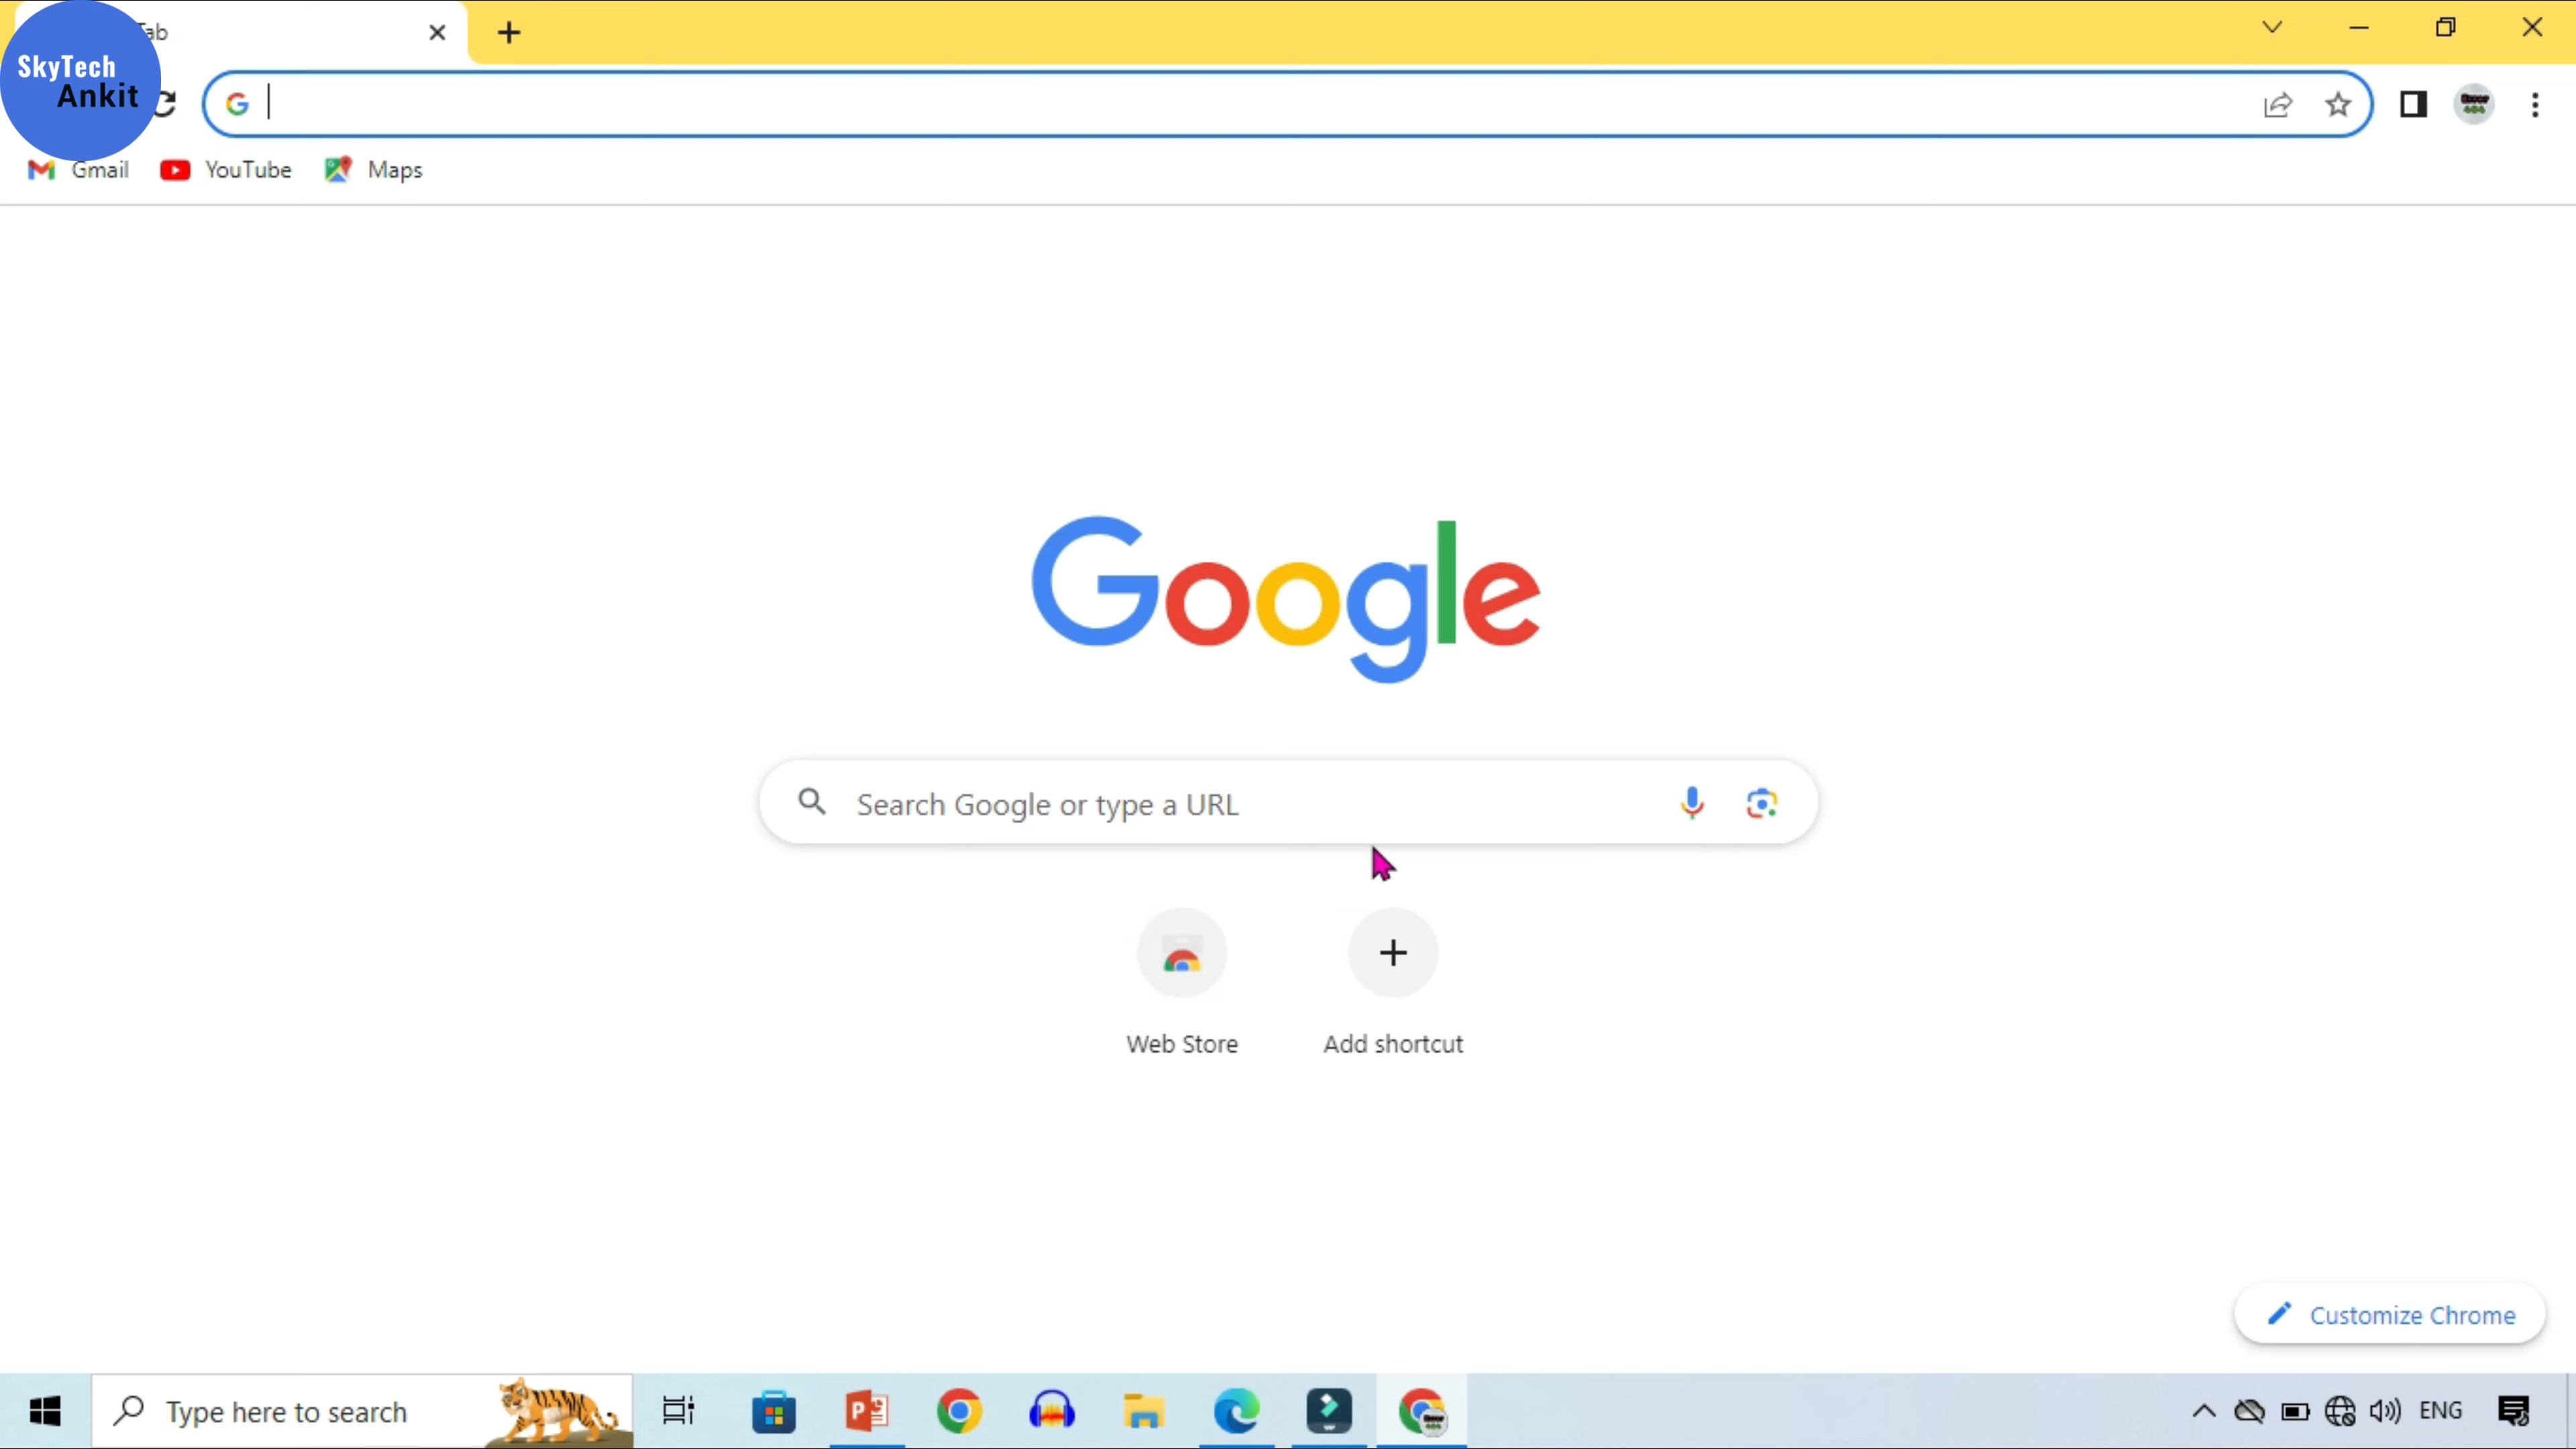 Tab
SkyTech
Ankit
Gmail YouTube Maps
Google
Search Google or type a URL
Web Store Add shortcut
Customize Chrome
Type here to search
ENG